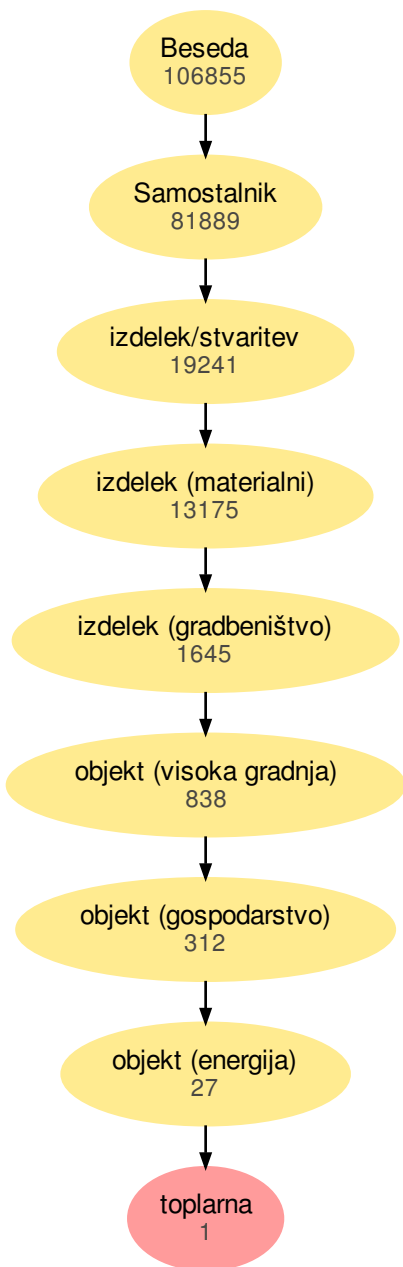 Beseda
106855
Samostalnik
81889
izdelek/stvaritev
19241
izdelek (materialni)
13175
izdelek (gradbeništvo)
1645
objekt (visoka gradnja)
838
objekt (gospodarstvo)
312
objekt (energija)
27
toplarna
1